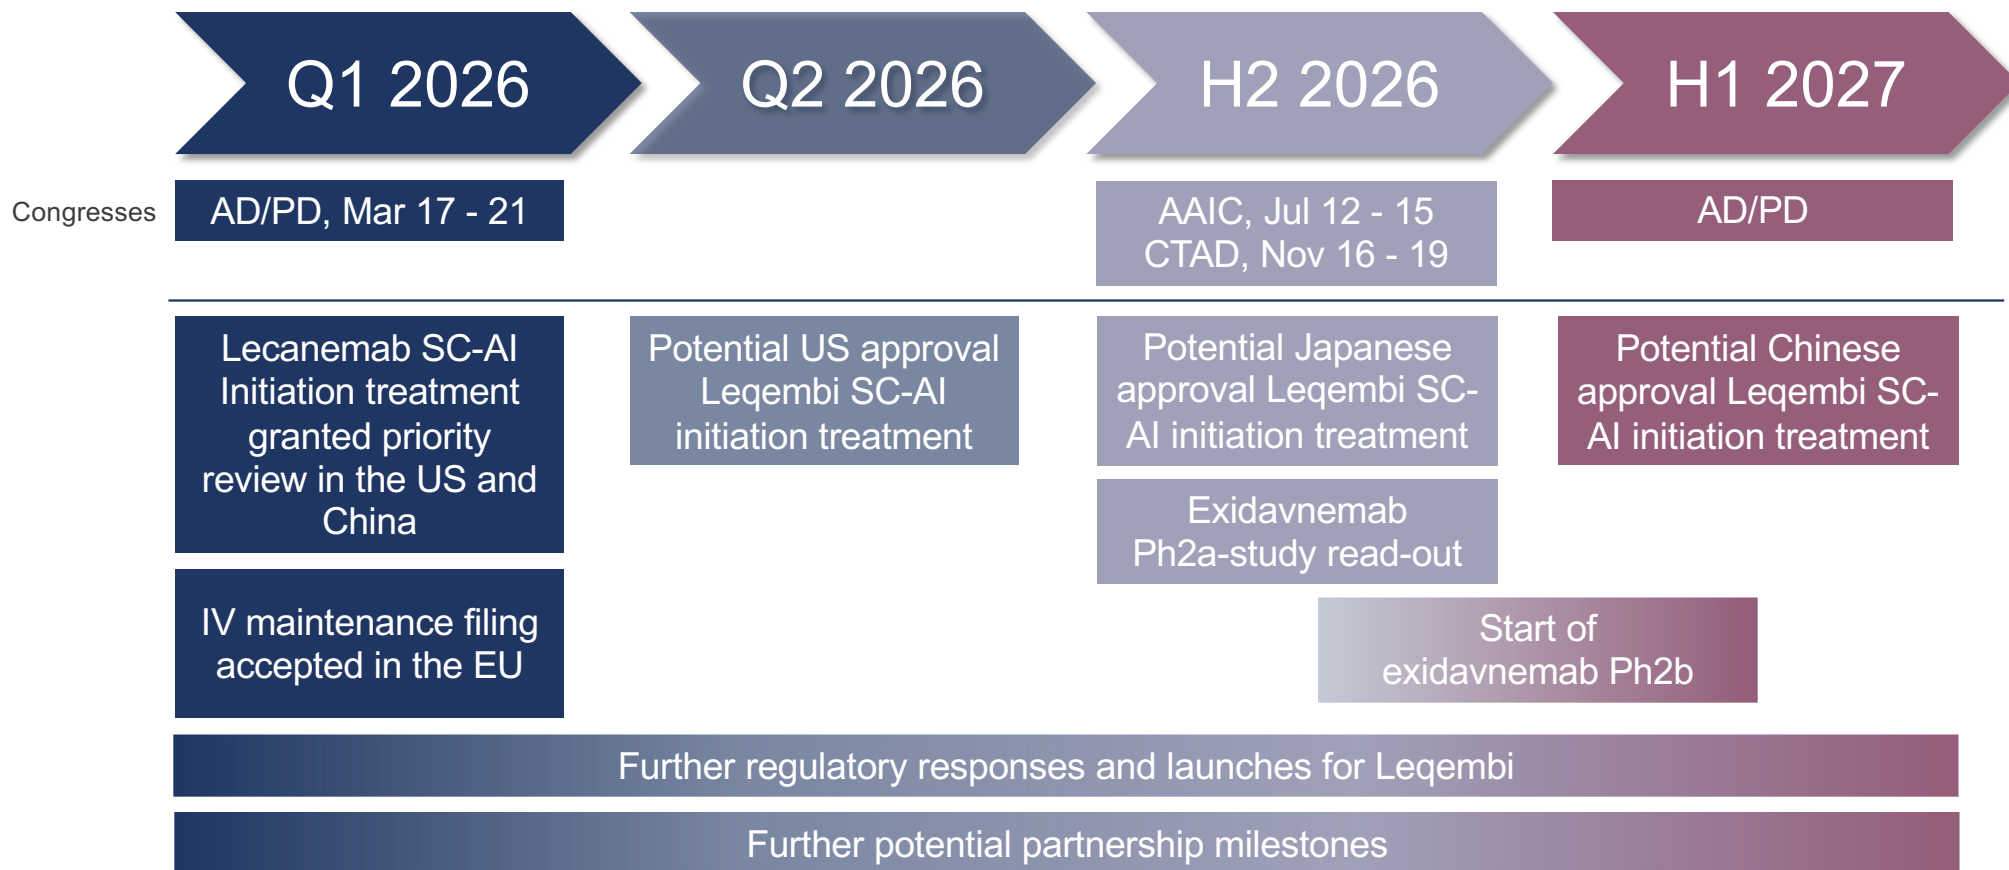 Q1 2026
Q2 2026
H2 2026
H1 2027
Congresses
AD/PD, Mar 17 - 21
AAIC, Jul 12 - 15
CTAD, Nov 16 - 19
AD/PD
Lecanemab SC-AI
Initiation treatment
granted priority
review in the US and
China
Potential US approval
Leqembi SC-AI
initiation treatment
Potential Japanese
approval Leqembi SC-
AI initiation treatment
Potential Chinese
approval Leqembi SC-
AI initiation treatment
Exidavnemab
Ph2a-study read-out
IV maintenance filing
accepted in the EU
Start of
exidavnemab Ph2b
Further regulatory responses and launches for Leqembi
Further potential partnership milestones